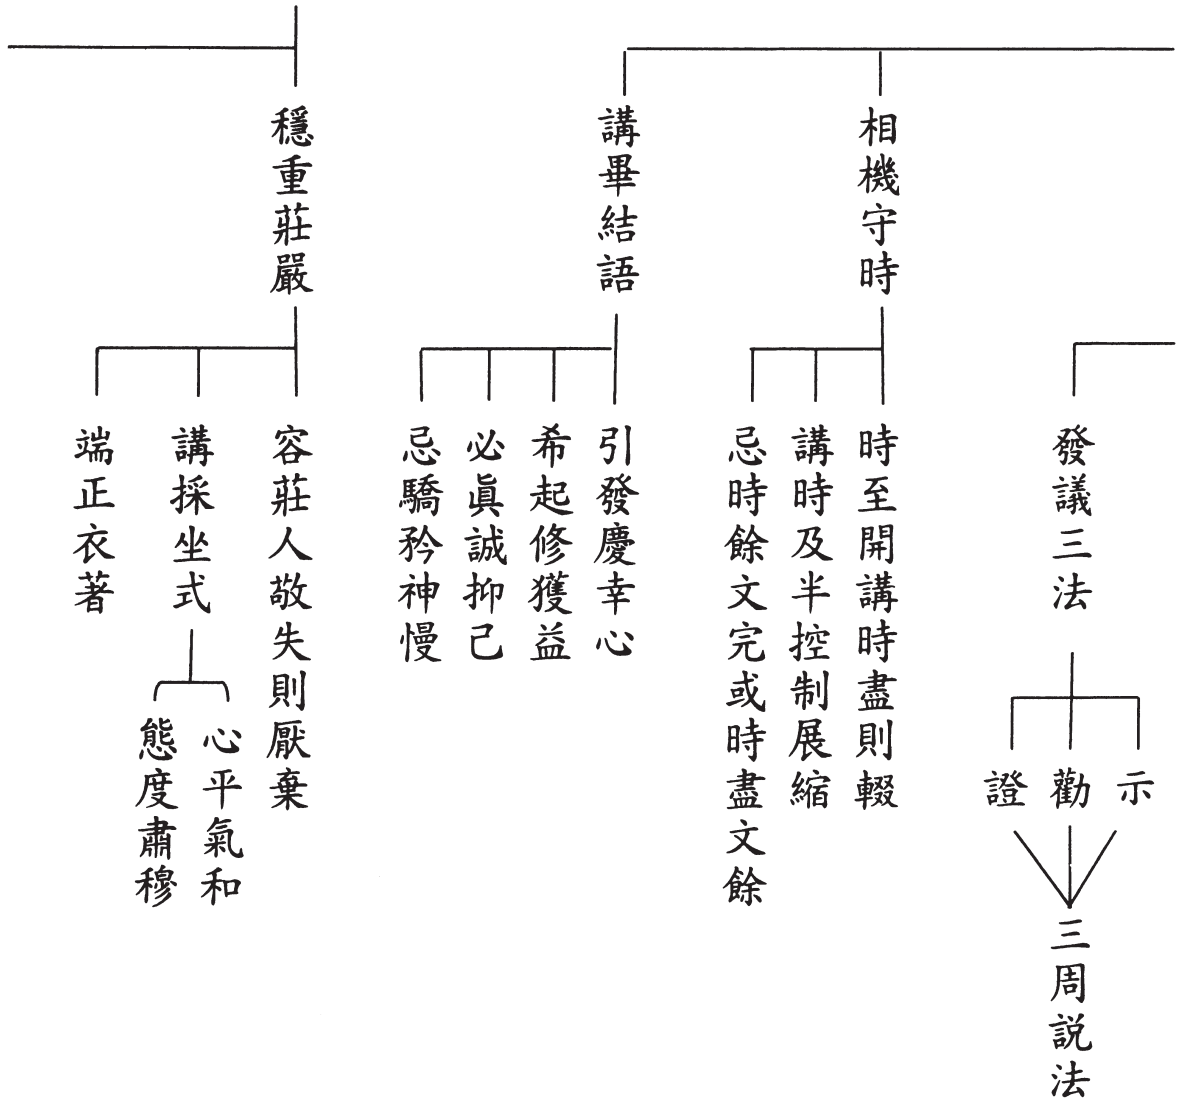 發議三法
示
勸
證
三周說法
相機守時
時至開講時盡則輟
講時及半控制展縮
忌時餘文完或時盡文餘
講畢結語
引發慶幸心
希起修獲益
必眞誠抑己
忌驕矜神慢
穩重莊嚴
容莊人敬失則厭棄
講採坐式
心平氣和
態度肅穆
端正衣著